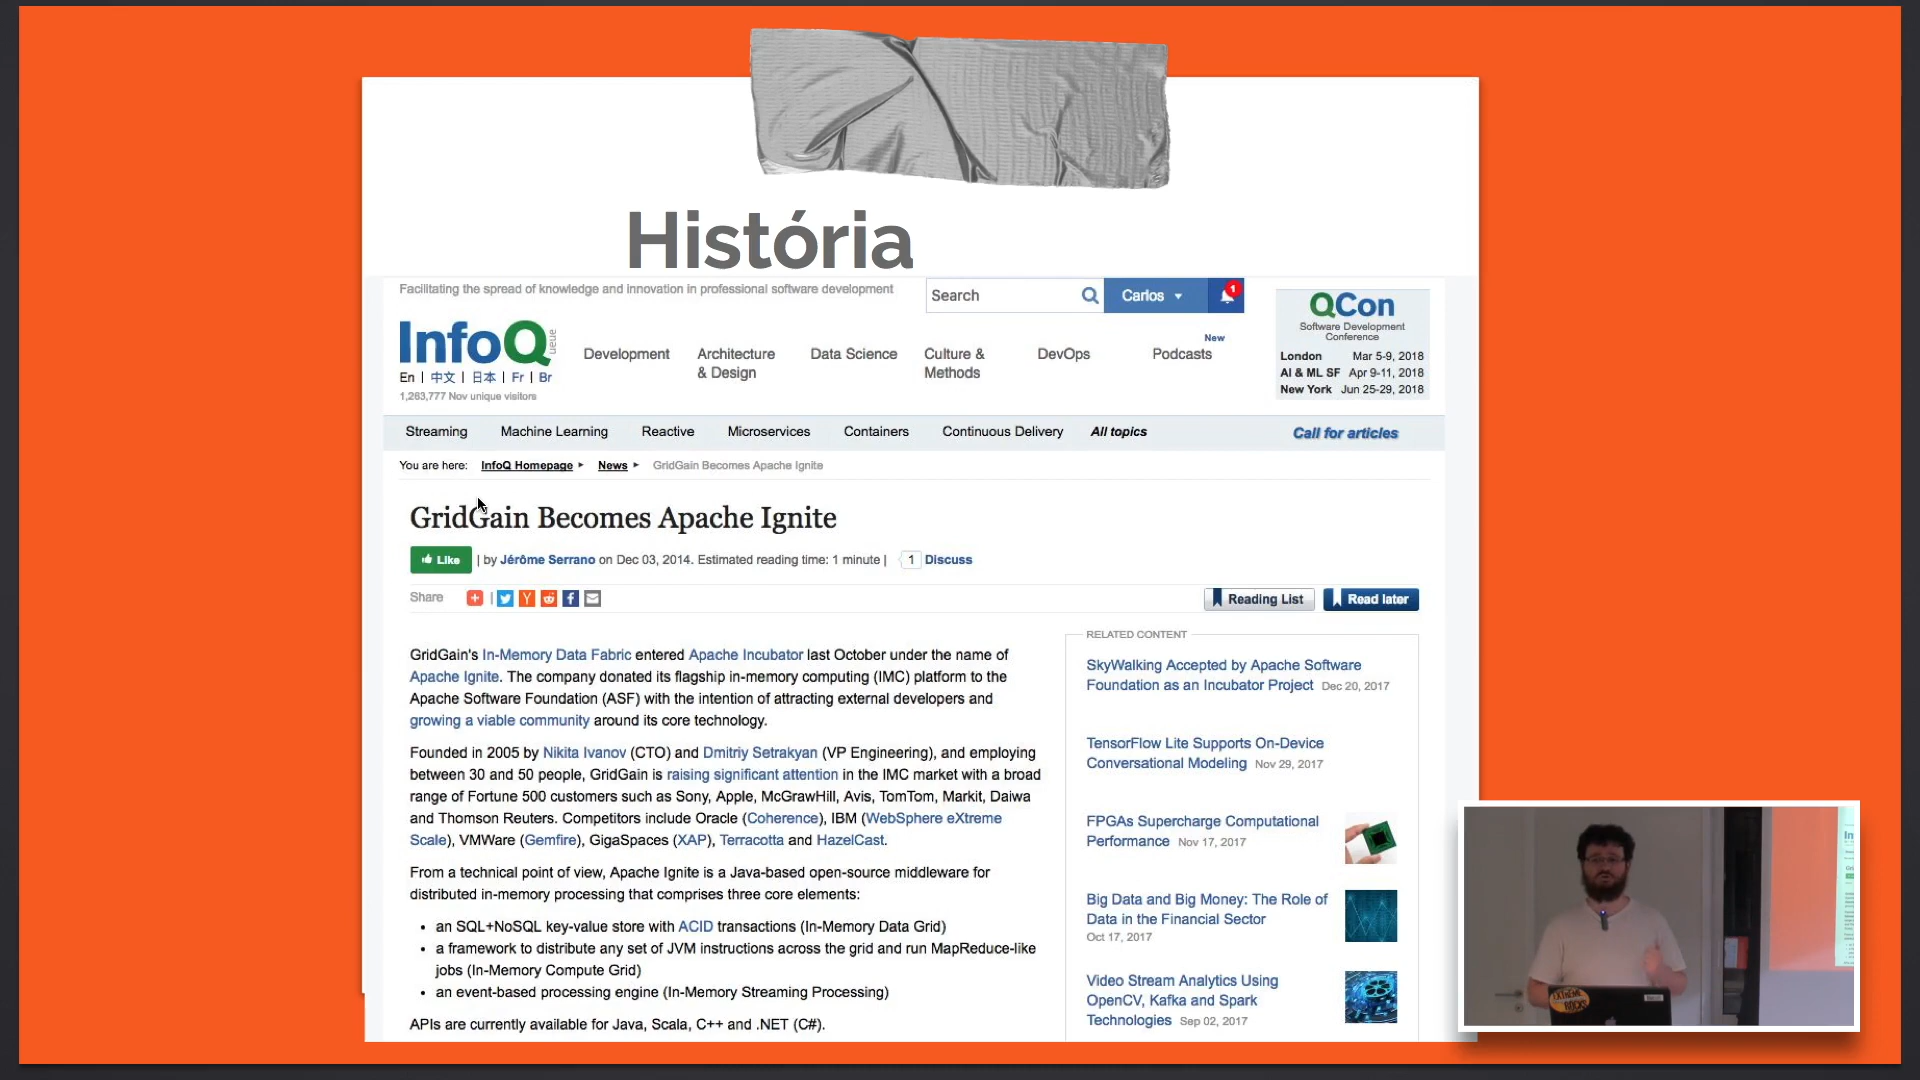 História
Facilitating the spread of knowledge and innovation in professional software development
Search
Carlos
1
InfoQ
En | 中文 | 日本 | Fr | Br
1,263,777 Nov unique visitors
Development
Architecture
& Design
Data Science
Culture &
Methods
DevOps
New
Podcasts
QCon
Software Development
Conference
London Mar 5-9, 2018
AI & ML SF Apr 9-11, 2018
New York Jun 25-29, 2018
Streaming Machine Learning Reactive Microservices Containers Continuous Delivery All topics Call for articles
You are here: InfoQ Homepage News GridGain Becomes Apache Ignite
GridGain Becomes Apache Ignite
Like | by Jérôme Serrano on Dec 03, 2014. Estimated reading time: 1 minute | 1 Discuss
Share
Reading List Read later
GridGain's In-Memory Data Fabric entered Apache Incubator last October under the name of
Apache Ignite. The company donated its flagship in-memory computing (IMC) platform to the
Apache Software Foundation (ASF) with the intention of attracting external developers and
growing a viable community around its core technology.
Founded in 2005 by Nikita Ivanov (CTO) and Dmitriy Setrakyan (VP Engineering), and employing
between 30 and 50 people, GridGain is raising significant attention in the IMC market with a broad
range of Fortune 500 customers such as Sony, Apple, McGrawHill, Avis, TomTom, Markit, Daiwa
and Thomson Reuters. Competitors include Oracle (Coherence), IBM (WebSphere eXtreme
Scale), VMWare (Gemfire), GigaSpaces (XAP), Terracotta and HazelCast.
From a technical point of view, Apache Ignite is a Java-based open-source middleware for
distributed in-memory processing that comprises three core elements:
• an SQL+NoSQL key-value store with ACID transactions (In-Memory Data Grid)
• a framework to distribute any set of JVM instructions across the grid and run MapReduce-like
jobs (In-Memory Compute Grid)
• an event-based processing engine (In-Memory Streaming Processing)
APIs are currently available for Java, Scala, C++ and .NET (C#).
RELATED CONTENT
SkyWalking Accepted by Apache Software
Foundation as an Incubator Project Dec 20, 2017
TensorFlow Lite Supports On-Device
Conversational Modeling Nov 29, 2017
FPGAs Supercharge Computational
Performance Nov 17, 2017
Big Data and Big Money: The Role of
Data in the Financial Sector
Oct 17, 2017
Video Stream Analytics Using
OpenCV, Kafka and Spark
Technologies Sep 02, 2017